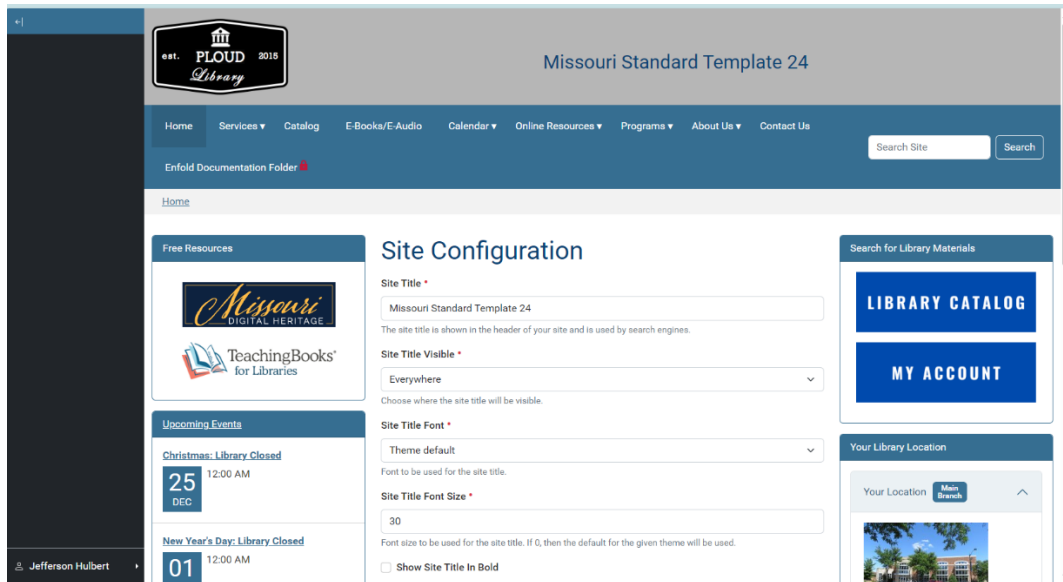 est. PLOUD 2015
Library
Missouri Standard Template 24
Home Services Catalog E-Books/E-Audio Calendar Online Resources Programs About Us Contact Us
Enfold Documentation Folder
Search Site Search
Home
Free Resources
Missouri
DIGITAL HERITAGE
TeachingBooks
for Libraries
Upcoming Events
Christmas: Library Closed
25
DEC
12:00 AM
New Year's Day: Library Closed
01
12:00 AM
Site Configuration
Site Title *
Missouri Standard Template 24
The site title is shown in the header of your site and is used by search engines.
Site Title Visible *
Everywhere
Choose where the site title will be visible.
Site Title Font *
Theme default
Font to be used for the site title.
Site Title Font Size *
30
Font size to be used for the site title. If 0, then the default for the given theme will be used.
Show Site Title In Bold
Search for Library Materials
LIBRARY CATALOG
MY ACCOUNT
Your Library Location
Your Location Main Branch
Jefferson Hulbert